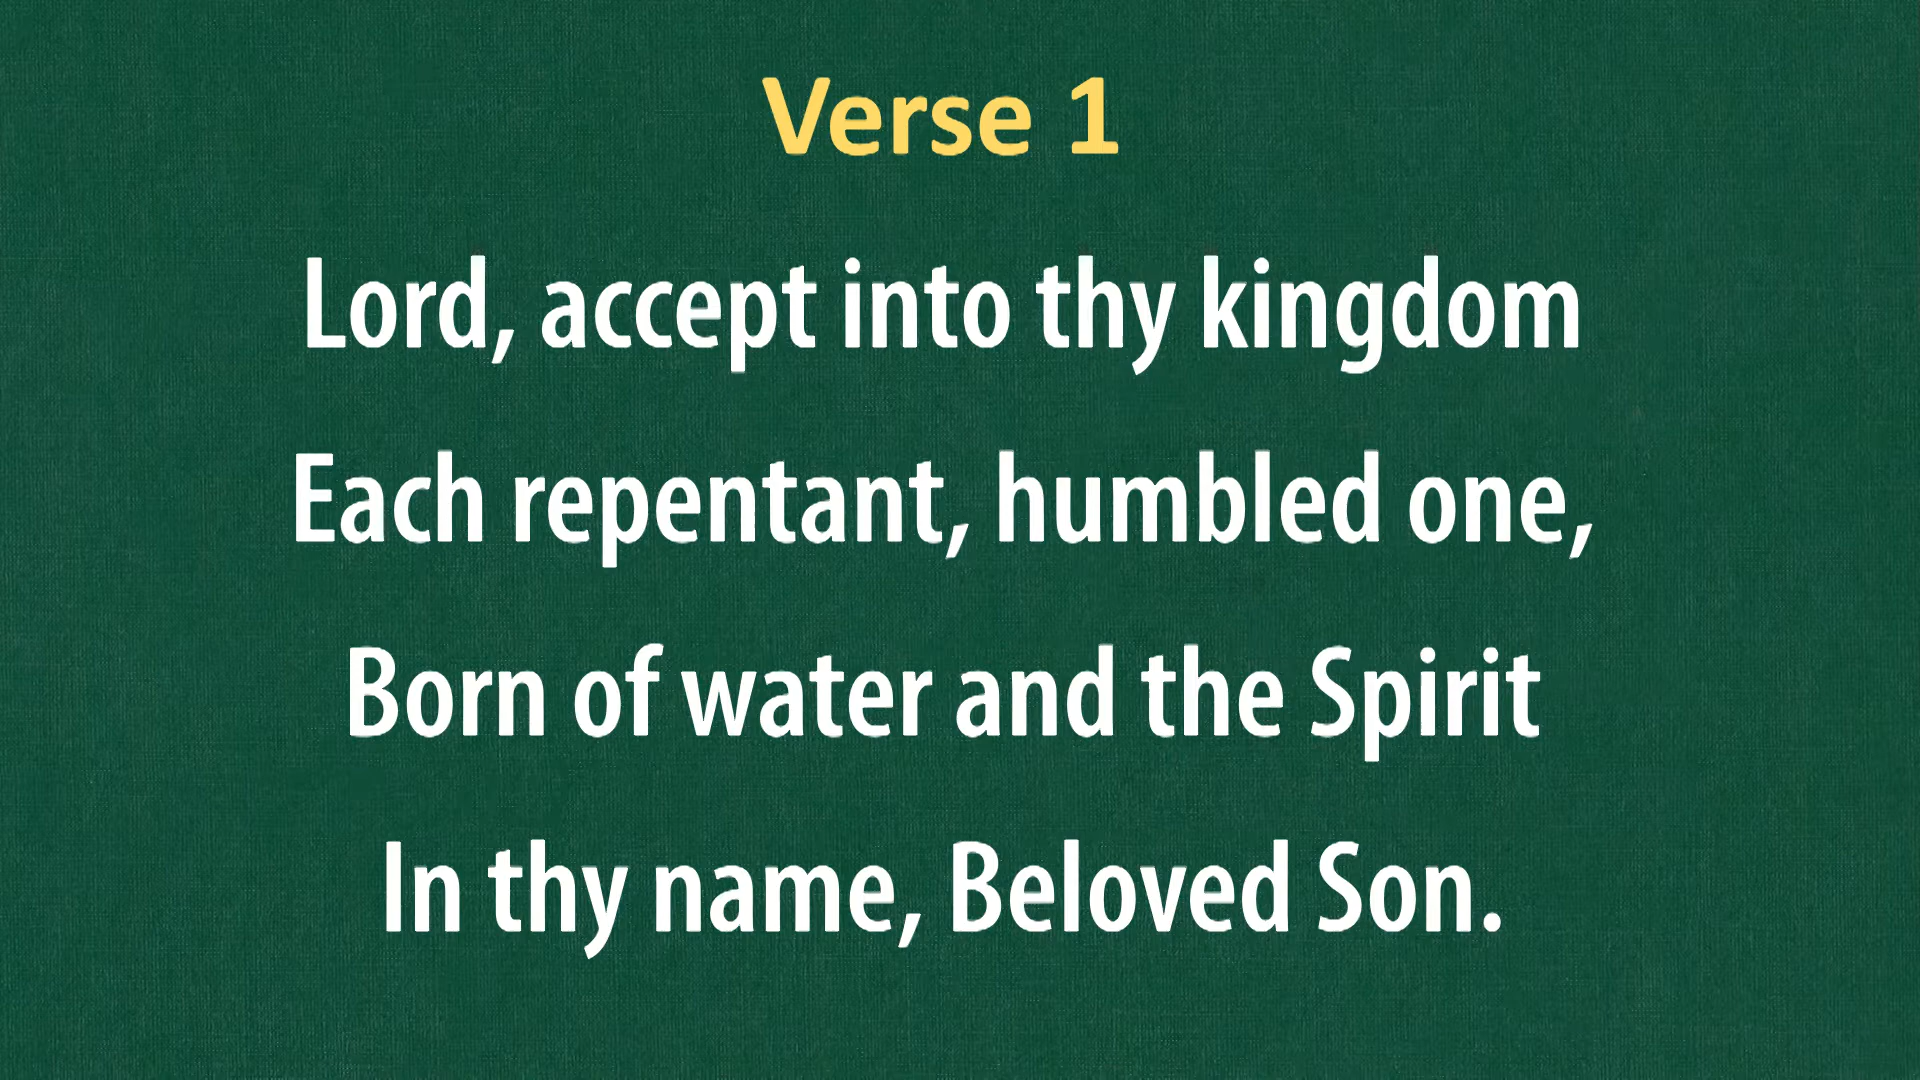 Verse 1
Lord, accept into thy kingdom
Each repentant, humbled one,
Born of water and the Spirit
In thy name, Beloved Son.